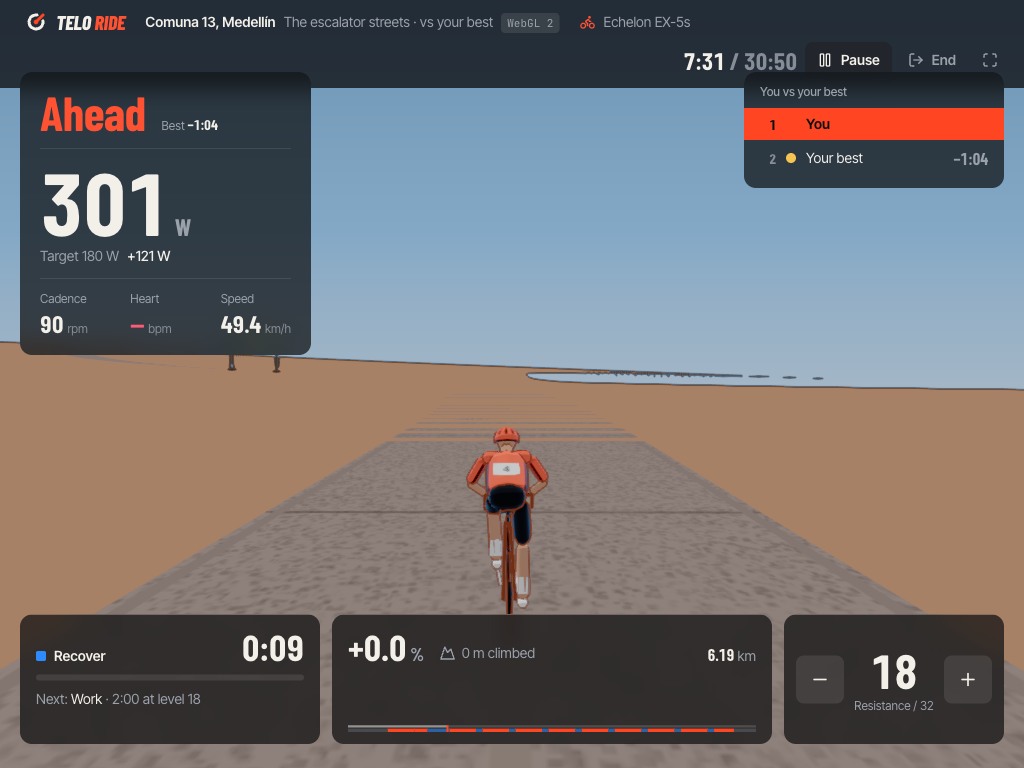 TELO RIDE Comuna 13, Medellín The escalator streets · vs your best WebGL 2 Echelon EX-5s
7:31 / 30:50 Pause End
Ahead Best −1:04
301 W
Target 180 W +121 W
Cadence Heart Speed
90 rpm – bpm 49.4 km/h
You vs your best
1 You
2 Your best −1:04
4
Recover 0:09
Next: Work · 2:00 at level 18
+0.0 % 0 m climbed 6.19 km
− 18 +
Resistance / 32